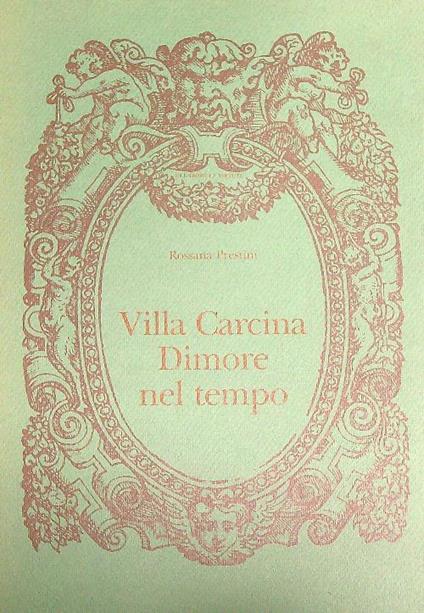 Rossana Prestini
Villa Carcina
Dimore
nel tempo